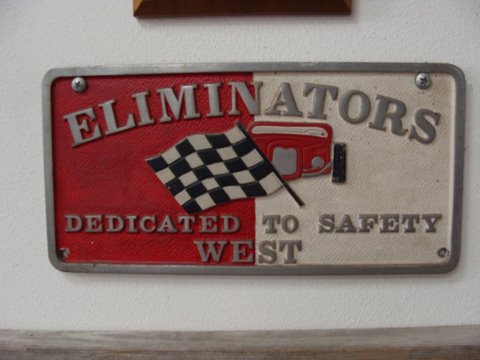 ELIMINATORS
DEDICATED TO SAFETY
WEST